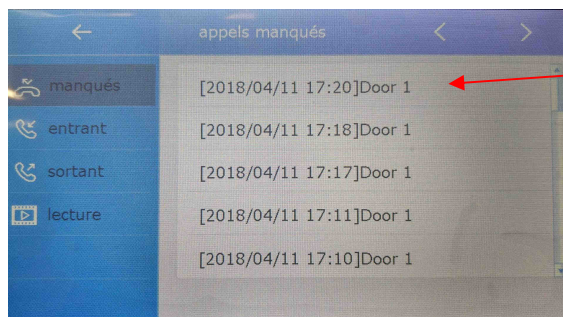 appels manqués
manqués
entrant
sortant
lecture
[2018/04/11 17:20]Door 1
[2018/04/11 17:18]Door 1
[2018/04/11 17:17]Door 1
[2018/04/11 17:11]Door 1
[2018/04/11 17:10]Door 1